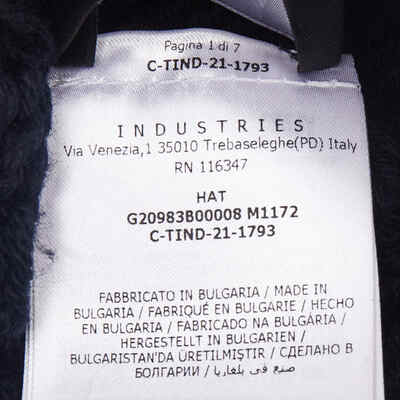 Pagina 1 di 7
C-TIND-21-1793
INDUSTRIES
Via Venezia,1 35010 Trebaseleghe(PD) Italy
RN 116347
HAT
G20983B00008 M1172
C-TIND-21-1793
FABBRICATO IN BULGARIA / MADE IN
BULGARIA / FABRIQUÉ EN BULGARIE / HECHO
EN BULGARIA / FABRICADO NA BULGÁRIA /
HERGESTELLT IN BULGARIEN /
BULGARISTAN'DA ÜRETILMIŞTIR / СДЕЛАНО В
БОЛГАРИИ / صنع في بلغاريا